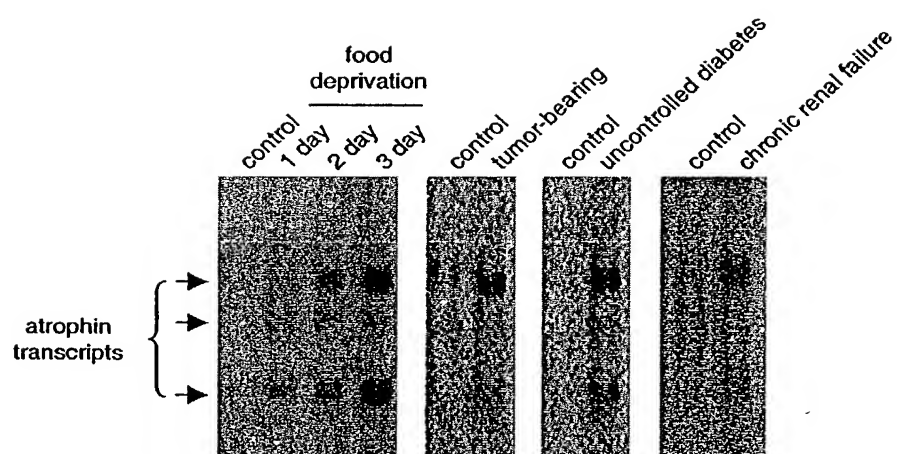 food
deprivation
control
1 day
2 day
3 day
control
tumor-bearing
control
uncontrolled diabetes
control
chronic renal failure
atrophin
transcripts